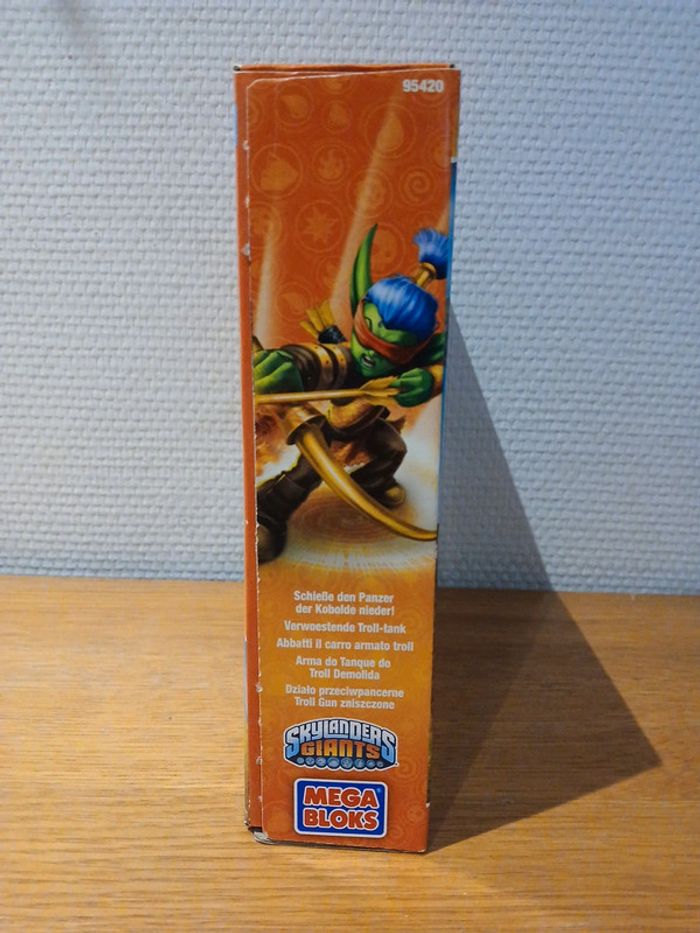 95420
Schieße den Panzer
der Kobolde nieder!
Verwoestende Troll-tank
Abbatti il carro armato troll
Arma do Tanque do
Troll Demolida
Działo przeciwpancerne
Troll Gun zniszczone
SKYLANDERS
GIANTS
MEGA
BLOKS